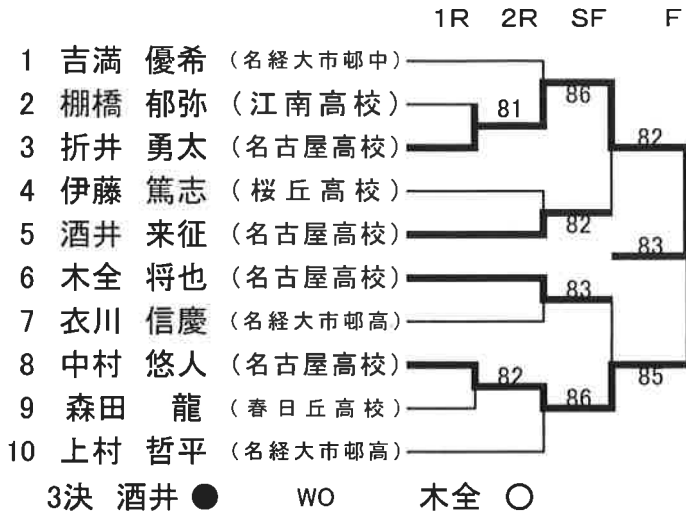 1R 2R SF F
1 吉満 優希 (名経大市邨中)
2 棚橋 郁弥 (江南高校) 81 86
3 折井 勇太 (名古屋高校) 82
4 伊藤 篤志 (桜丘高校)
5 酒井 来征 (名古屋高校) 82
83
6 木全 将也 (名古屋高校) 83
7 衣川 信慶 (名経大市邨高)
8 中村 悠人 (名古屋高校) 82 85
9 森田 龍 (春日丘高校) 86
10 上村 哲平 (名経大市邨高)
3決 酒井 ● WO 木全 ○